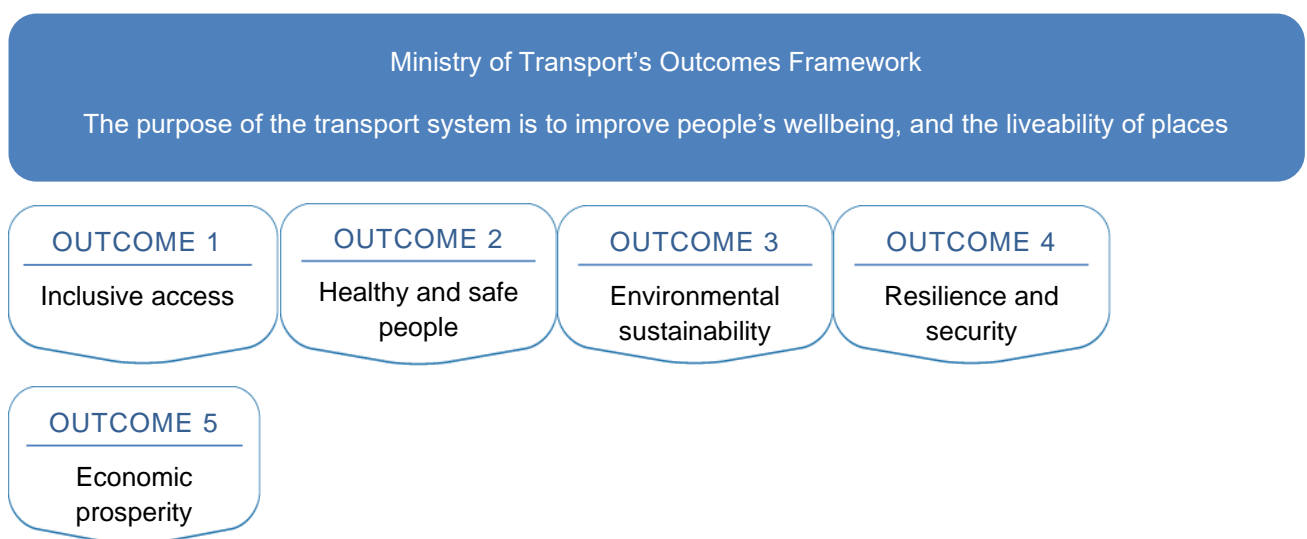 Ministry of Transport’s Outcomes Framework
The purpose of the transport system is to improve people’s wellbeing, and the liveability of places
OUTCOME 1
Inclusive access
OUTCOME 2
Healthy and safe
people
OUTCOME 3
Environmental
sustainability
OUTCOME 4
Resilience and
security
OUTCOME 5
Economic
prosperity